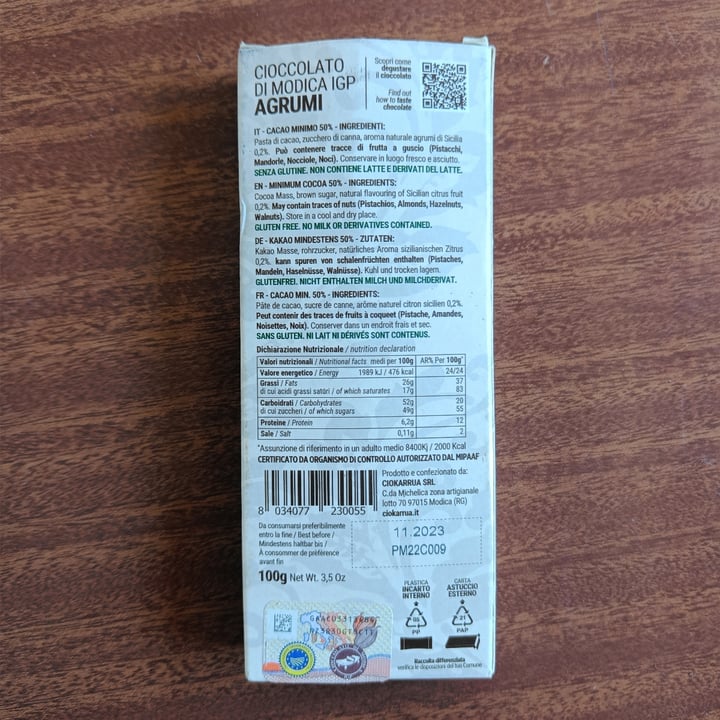 CIOCCOLATO
DI MODICA IGP
AGRUMI
Scopri come
degustare
il cioccolato
Find out
how to taste
chocolate
IT - CACAO MINIMO 50% - INGREDIENTI:
Pasta di cacao, zucchero di canna, aroma naturale agrumi di Sicilia
0,2%. Può contenere tracce di frutta a guscio (Pistacchi,
Mandorle, Nocciole, Noci). Conservare in luogo fresco e asciutto.
SENZA GLUTINE. NON CONTIENE LATTE E DERIVATI DEL LATTE.
EN - MINIMUM COCOA 50% - INGREDIENTS:
Cocoa Mass, brown sugar, natural flavouring of Sicilian citrus fruit
0,2%. May contain traces of nuts (Pistachios, Almonds, Hazelnuts,
Walnuts). Store in a cool and dry place.
GLUTEN FREE. NO MILK OR DERIVATIVES CONTAINED.
DE - KAKAO MINDESTENS 50% - ZUTATEN:
Kakao Masse, rohrzucker, natürliches Aroma sizilianischen Zitrus
0,2%. kann spuren von schalenfrüchten enthalten (Pistaches,
Mandeln, Haselnüsse, Walnüsse). Kuhl und trocken lagern.
GLUTENFREI. NICHT ENTHALTEN MILCH UND MILCHDERIVAT.
FR - CACAO MIN. 50% - INGREDIENTS:
Pâte de cacao, sucre de canne, arôme naturel citron sicilien 0,2%.
Peut contenir des traces de fruits à coqueet (Pistache, Amandes,
Noisettes, Noix). Conserver dans un endroit frais et sec.
SANS GLUTEN. NI LAIT NI DÉRIVÉS SONT CONTENUS.
Dichiarazione Nutrizionale / nutrition declaration
Valori nutrizionali / Nutritional facts medi per 100g AR% Per 100g*
Valore energetico / Energy 1989 kJ / 476 kcal 24/24
Grassi / Fats 26g 37
di cui acidi grassi saturi / of which saturates 17g 83
Carboidrati / Carbohydrates 52g 20
di cui zuccheri / of which sugars 49g 55
Proteine / Protein 6,2g 12
Sale / Salt 0,11g 2
*Assunzione di riferimento in un adulto medio 8400Kj / 2000 Kcal
CERTIFICATO DA ORGANISMO DI CONTROLLO AUTORIZZATO DAL MIPAAF
8 034077 230055
Prodotto e confezionato da:
CIOKARRUA SRL
C.da Michelica zona artigianale
lotto 70 97015 Modica (RG)
ciokarrua.it
Da consumarsi preferibilmente
entro la fine / Best before /
Mindestens haltbar bis /
À consommer de préférence
avant fin
11.2023
PM22C009
100g Net Wt. 3,5 Oz
PLASTICA
INCARTO
INTERNO
PP
CARTA
ASTUCCIO
ESTERNO
21
PAP
Raccolta differenziata
verifica le disposizioni del tuo Comune